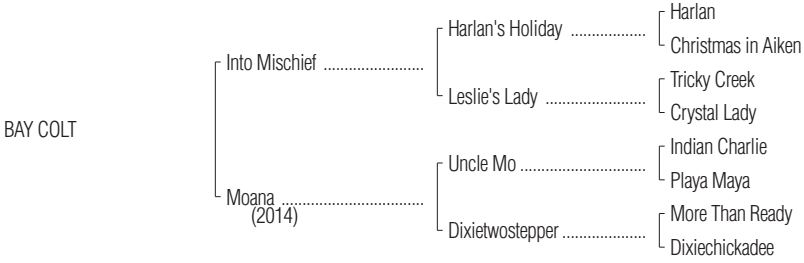 Harlan
Harlan's Holiday ...................
Christmas in Aiken
Into Mischief .........................
Tricky Creek
Leslie's Lady .........................
Crystal Lady
BAY COLT
Indian Charlie
Uncle Mo ...............................
Playa Maya
Moana ...................................
(2014)
More Than Ready
Dixietwostepper .....................
Dixiechickadee